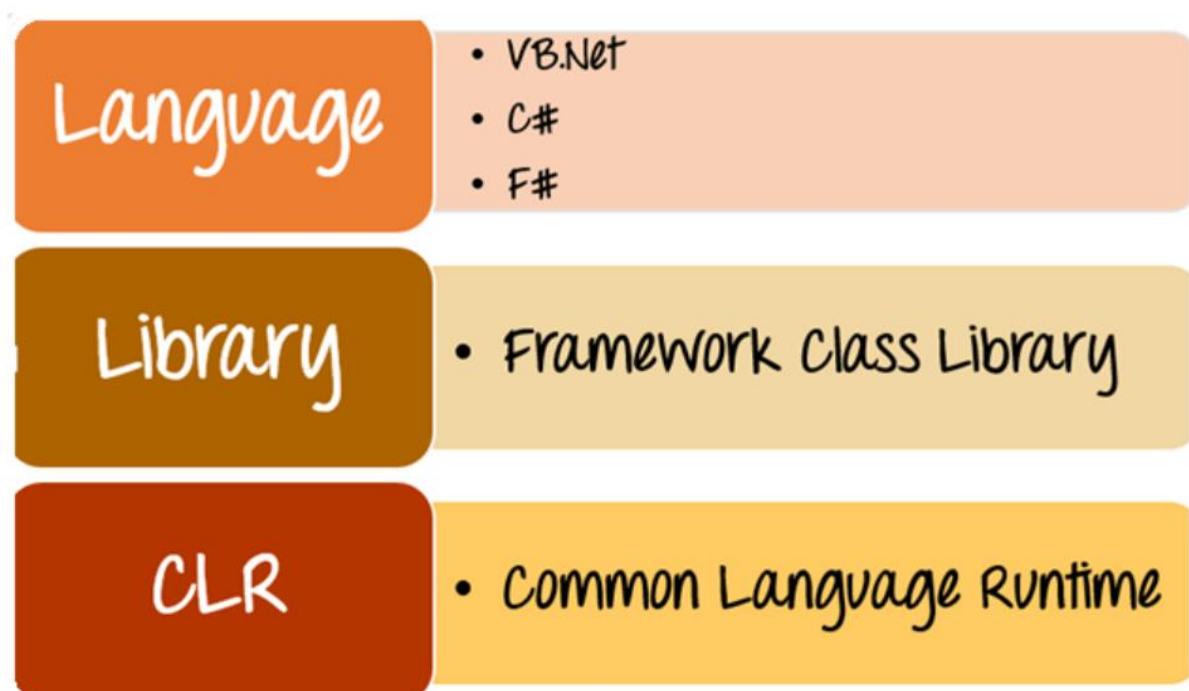 Language
• VB.Net
• C#
• F#
Library
• Framework Class Library
CLR
• Common Language Runtime